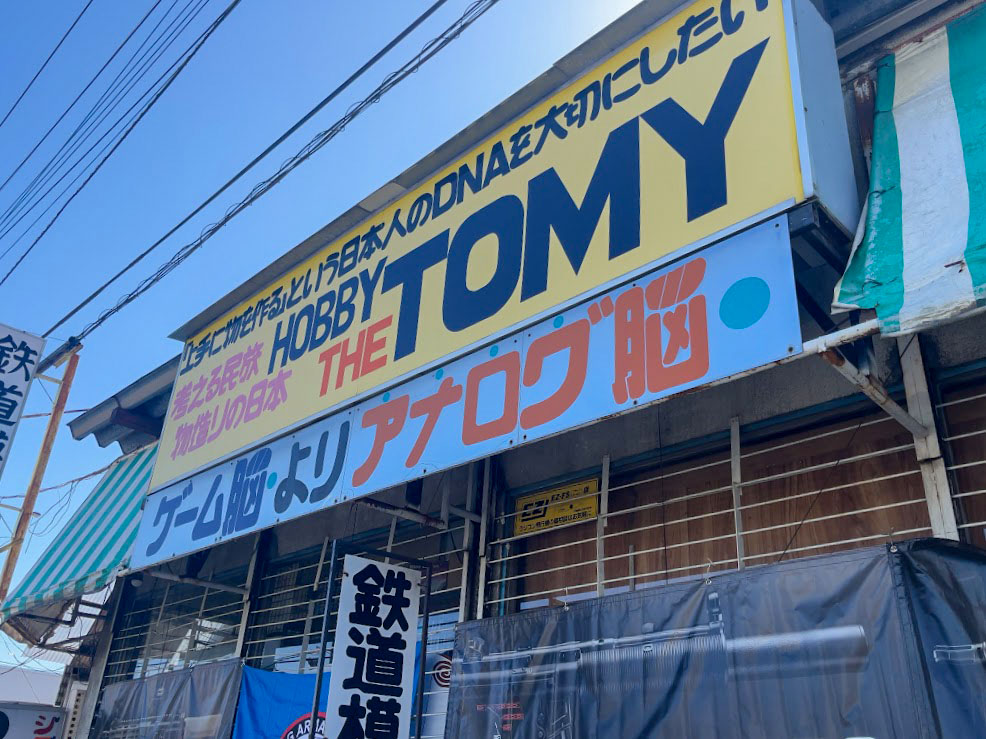 「上手に物を作る」という日本人のDNAを大切にしたい
考える民族
物造りの日本
HOBBY
THE
TOMY
ゲーム脳・より アナログ脳・
鉄道
鉄道模